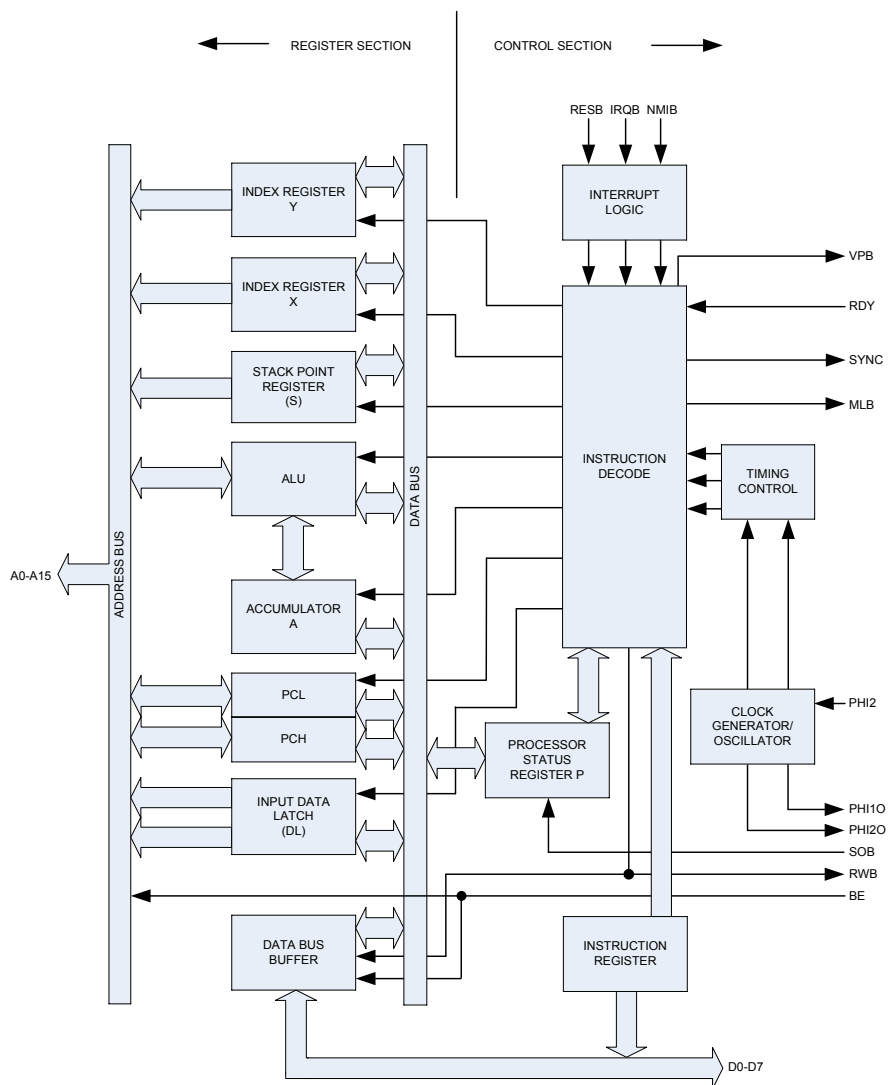 REGISTER SECTION
CONTROL SECTION
RESB
IRQB
NMIB
INTERRUPT
LOGIC
INDEX REGISTER
Y
INDEX REGISTER
X
STACK POINT
REGISTER
(S)
ALU
ACCUMULATOR
A
PCL
PCH
INPUT DATA
LATCH
(DL)
DATA BUS
BUFFER
ADDRESS BUS
DATA BUS
A0-A15
INSTRUCTION
DECODE
TIMING
CONTROL
CLOCK
GENERATOR/
OSCILLATOR
PROCESSOR
STATUS
REGISTER P
INSTRUCTION
REGISTER
VPB
RDY
SYNC
MLB
PHI2
PHI1O
PHI2O
SOB
RWB
BE
D0-D7